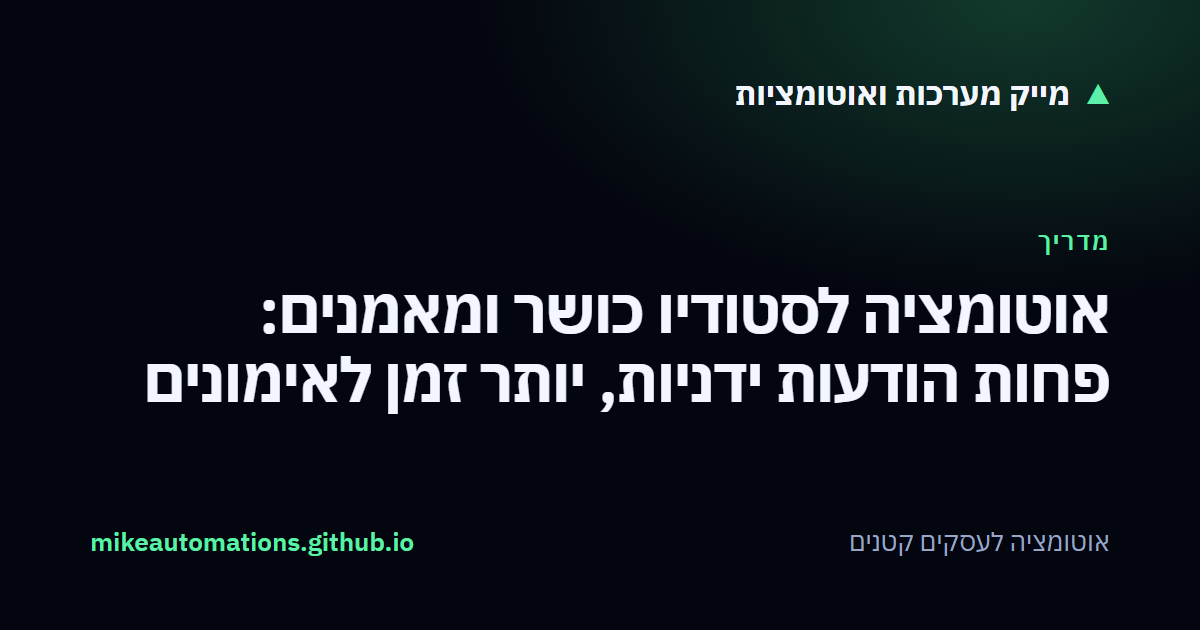 מייק מערכות ואוטומציות
מדריך
אוטומציה לסטודיו כושר ומאמנים:
פחות הודעות ידניות, יותר זמן לאימונים
אוטומציה לעסקים קטנים
mikeautomations.github.io